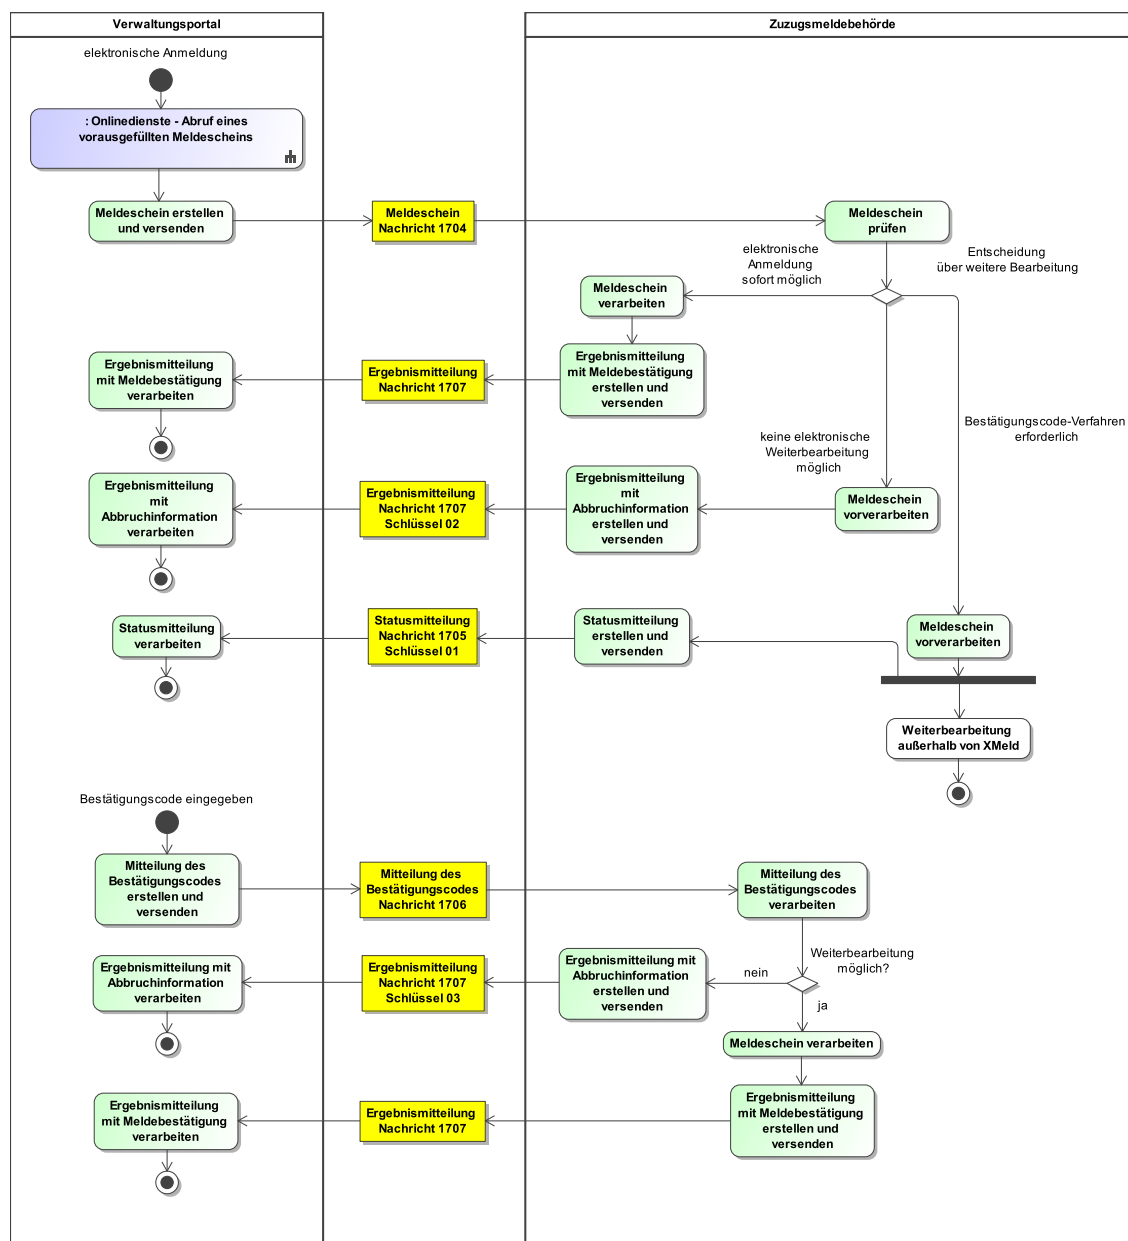 Verwaltungsportal
Zuzugsmeldebehörde
elektronische Anmeldung
: Onlinedienste - Abruf eines
vorausgefüllten Meldescheins
Meldeschein erstellen
und versenden
Meldeschein
Nachricht 1704
Meldeschein
prüfen
elektronische
Anmeldung
sofort möglich
Entscheidung
über weitere Bearbeitung
Meldeschein
verarbeiten
Ergebnismitteilung
mit Meldebestätigung
verarbeiten
Ergebnismitteilung
Nachricht 1707
Ergebnismitteilung
mit Meldebestätigung
erstellen und
versenden
keine elektronische
Weiterbearbeitung
möglich
Bestätigungscode-Verfahren
erforderlich
Ergebnismitteilung
mit
Abbruchinformation
verarbeiten
Ergebnismitteilung
Nachricht 1707
Schlüssel 02
Ergebnismitteilung
mit
Abbruchinformation
erstellen und
versenden
Meldeschein
vorverarbeiten
Statusmitteilung
verarbeiten
Statusmitteilung
Nachricht 1705
Schlüssel 01
Statusmitteilung
erstellen und
versenden
Meldeschein
vorverarbeiten
Weiterbearbeitung
außerhalb von XMeld
Bestätigungscode eingegeben
Mitteilung des
Bestätigungscodes
erstellen und
versenden
Mitteilung des
Bestätigungscodes
Nachricht 1706
Mitteilung des
Bestätigungscodes
verarbeiten
Weiterbearbeitung
möglich?
Ergebnismitteilung mit
Abbruchinformation
verarbeiten
Ergebnismitteilung
Nachricht 1707
Schlüssel 03
Ergebnismitteilung mit
Abbruchinformation
erstellen und
versenden
nein
ja
Meldeschein verarbeiten
Ergebnismitteilung
mit Meldebestätigung
verarbeiten
Ergebnismitteilung
Nachricht 1707
Ergebnismitteilung
mit Meldebestätigung
erstellen und
versenden